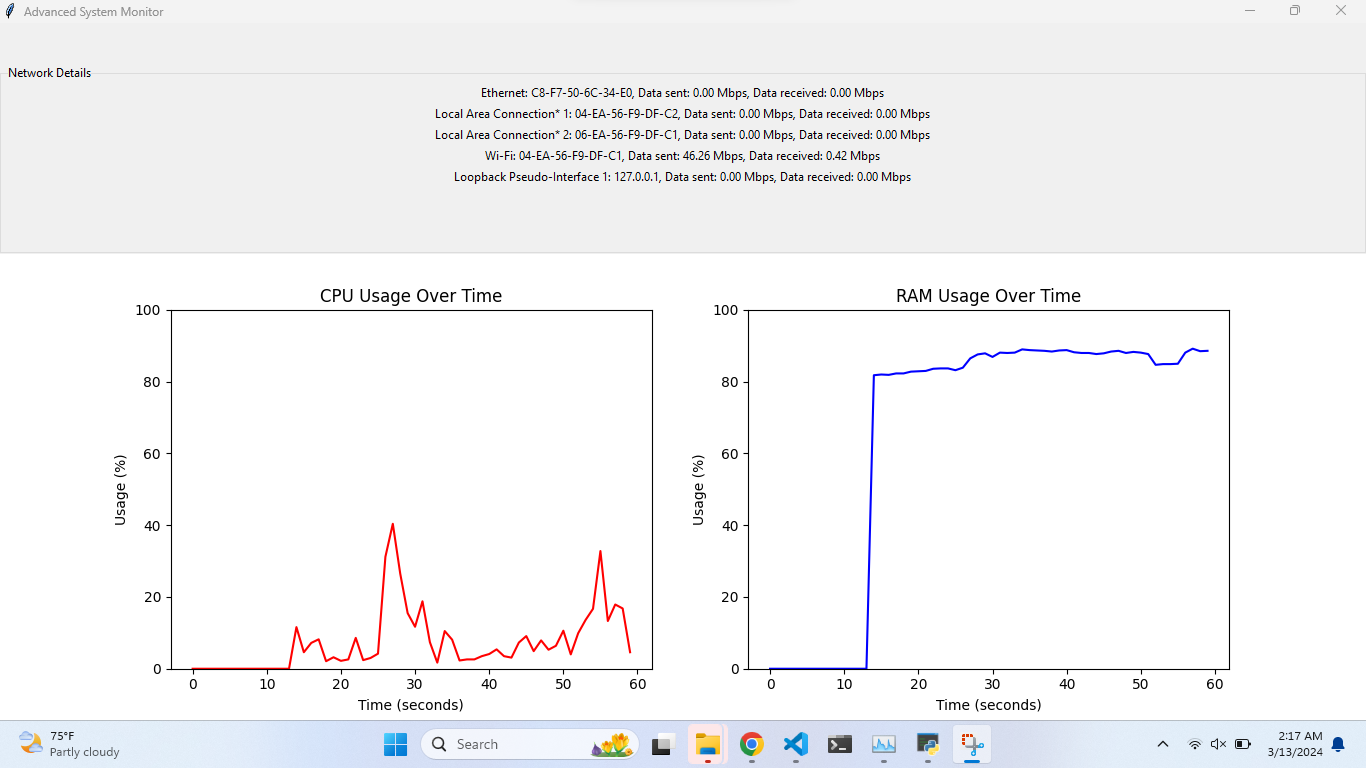 Advanced System Monitor
Network Details
Ethernet: C8-F7-50-6C-34-E0, Data sent: 0.00 Mbps, Data received: 0.00 Mbps
Local Area Connection* 1: 04-EA-56-F9-DF-C2, Data sent: 0.00 Mbps, Data received: 0.00 Mbps
Local Area Connection* 2: 06-EA-56-F9-DF-C1, Data sent: 0.00 Mbps, Data received: 0.00 Mbps
Wi-Fi: 04-EA-56-F9-DF-C1, Data sent: 46.26 Mbps, Data received: 0.42 Mbps
Loopback Pseudo-Interface 1: 127.0.0.1, Data sent: 0.00 Mbps, Data received: 0.00 Mbps
CPU Usage Over Time
100
80
60
40
20
0
Usage (%)
0 10 20 30 40 50 60
Time (seconds)
RAM Usage Over Time
100
80
60
40
20
0
Usage (%)
0 10 20 30 40 50 60
Time (seconds)
75°F
Partly cloudy
Search
2:17 AM
3/13/2024